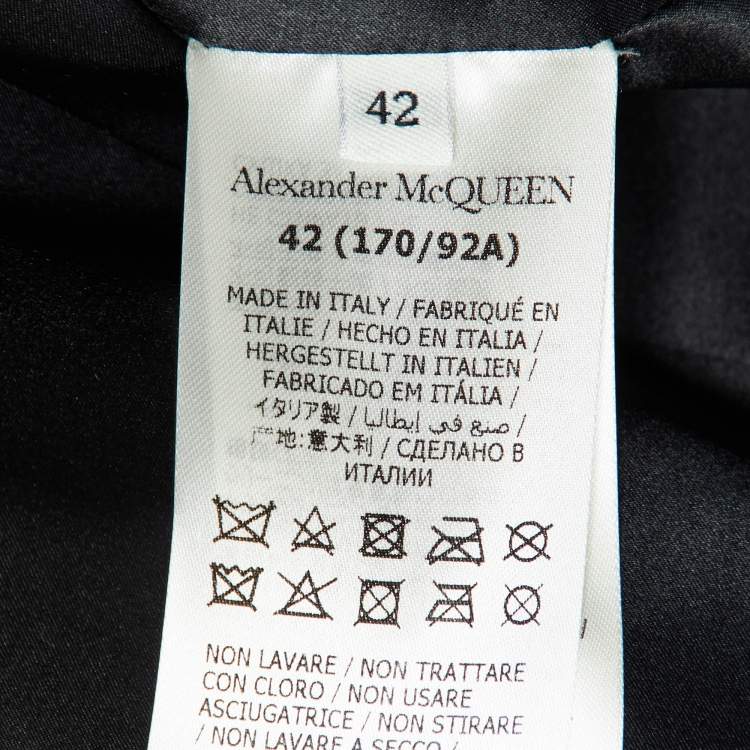 42
Alexander McQUEEN
42 (170/92A)
MADE IN ITALY / FABRIQUÉ EN
ITALIE / HECHO EN ITALIA /
HERGESTELLT IN ITALIEN /
FABRICADO EM ITÁLIA /
イタリア製 / صنع في إيطاليا /
产地:意大利 / СДЕЛАНО В
ИТАЛИИ
NON LAVARE / NON TRATTARE
CON CLORO / NON USARE
ASCIUGATRICE / NON STIRARE
/ NON LAVARE A SECCO /